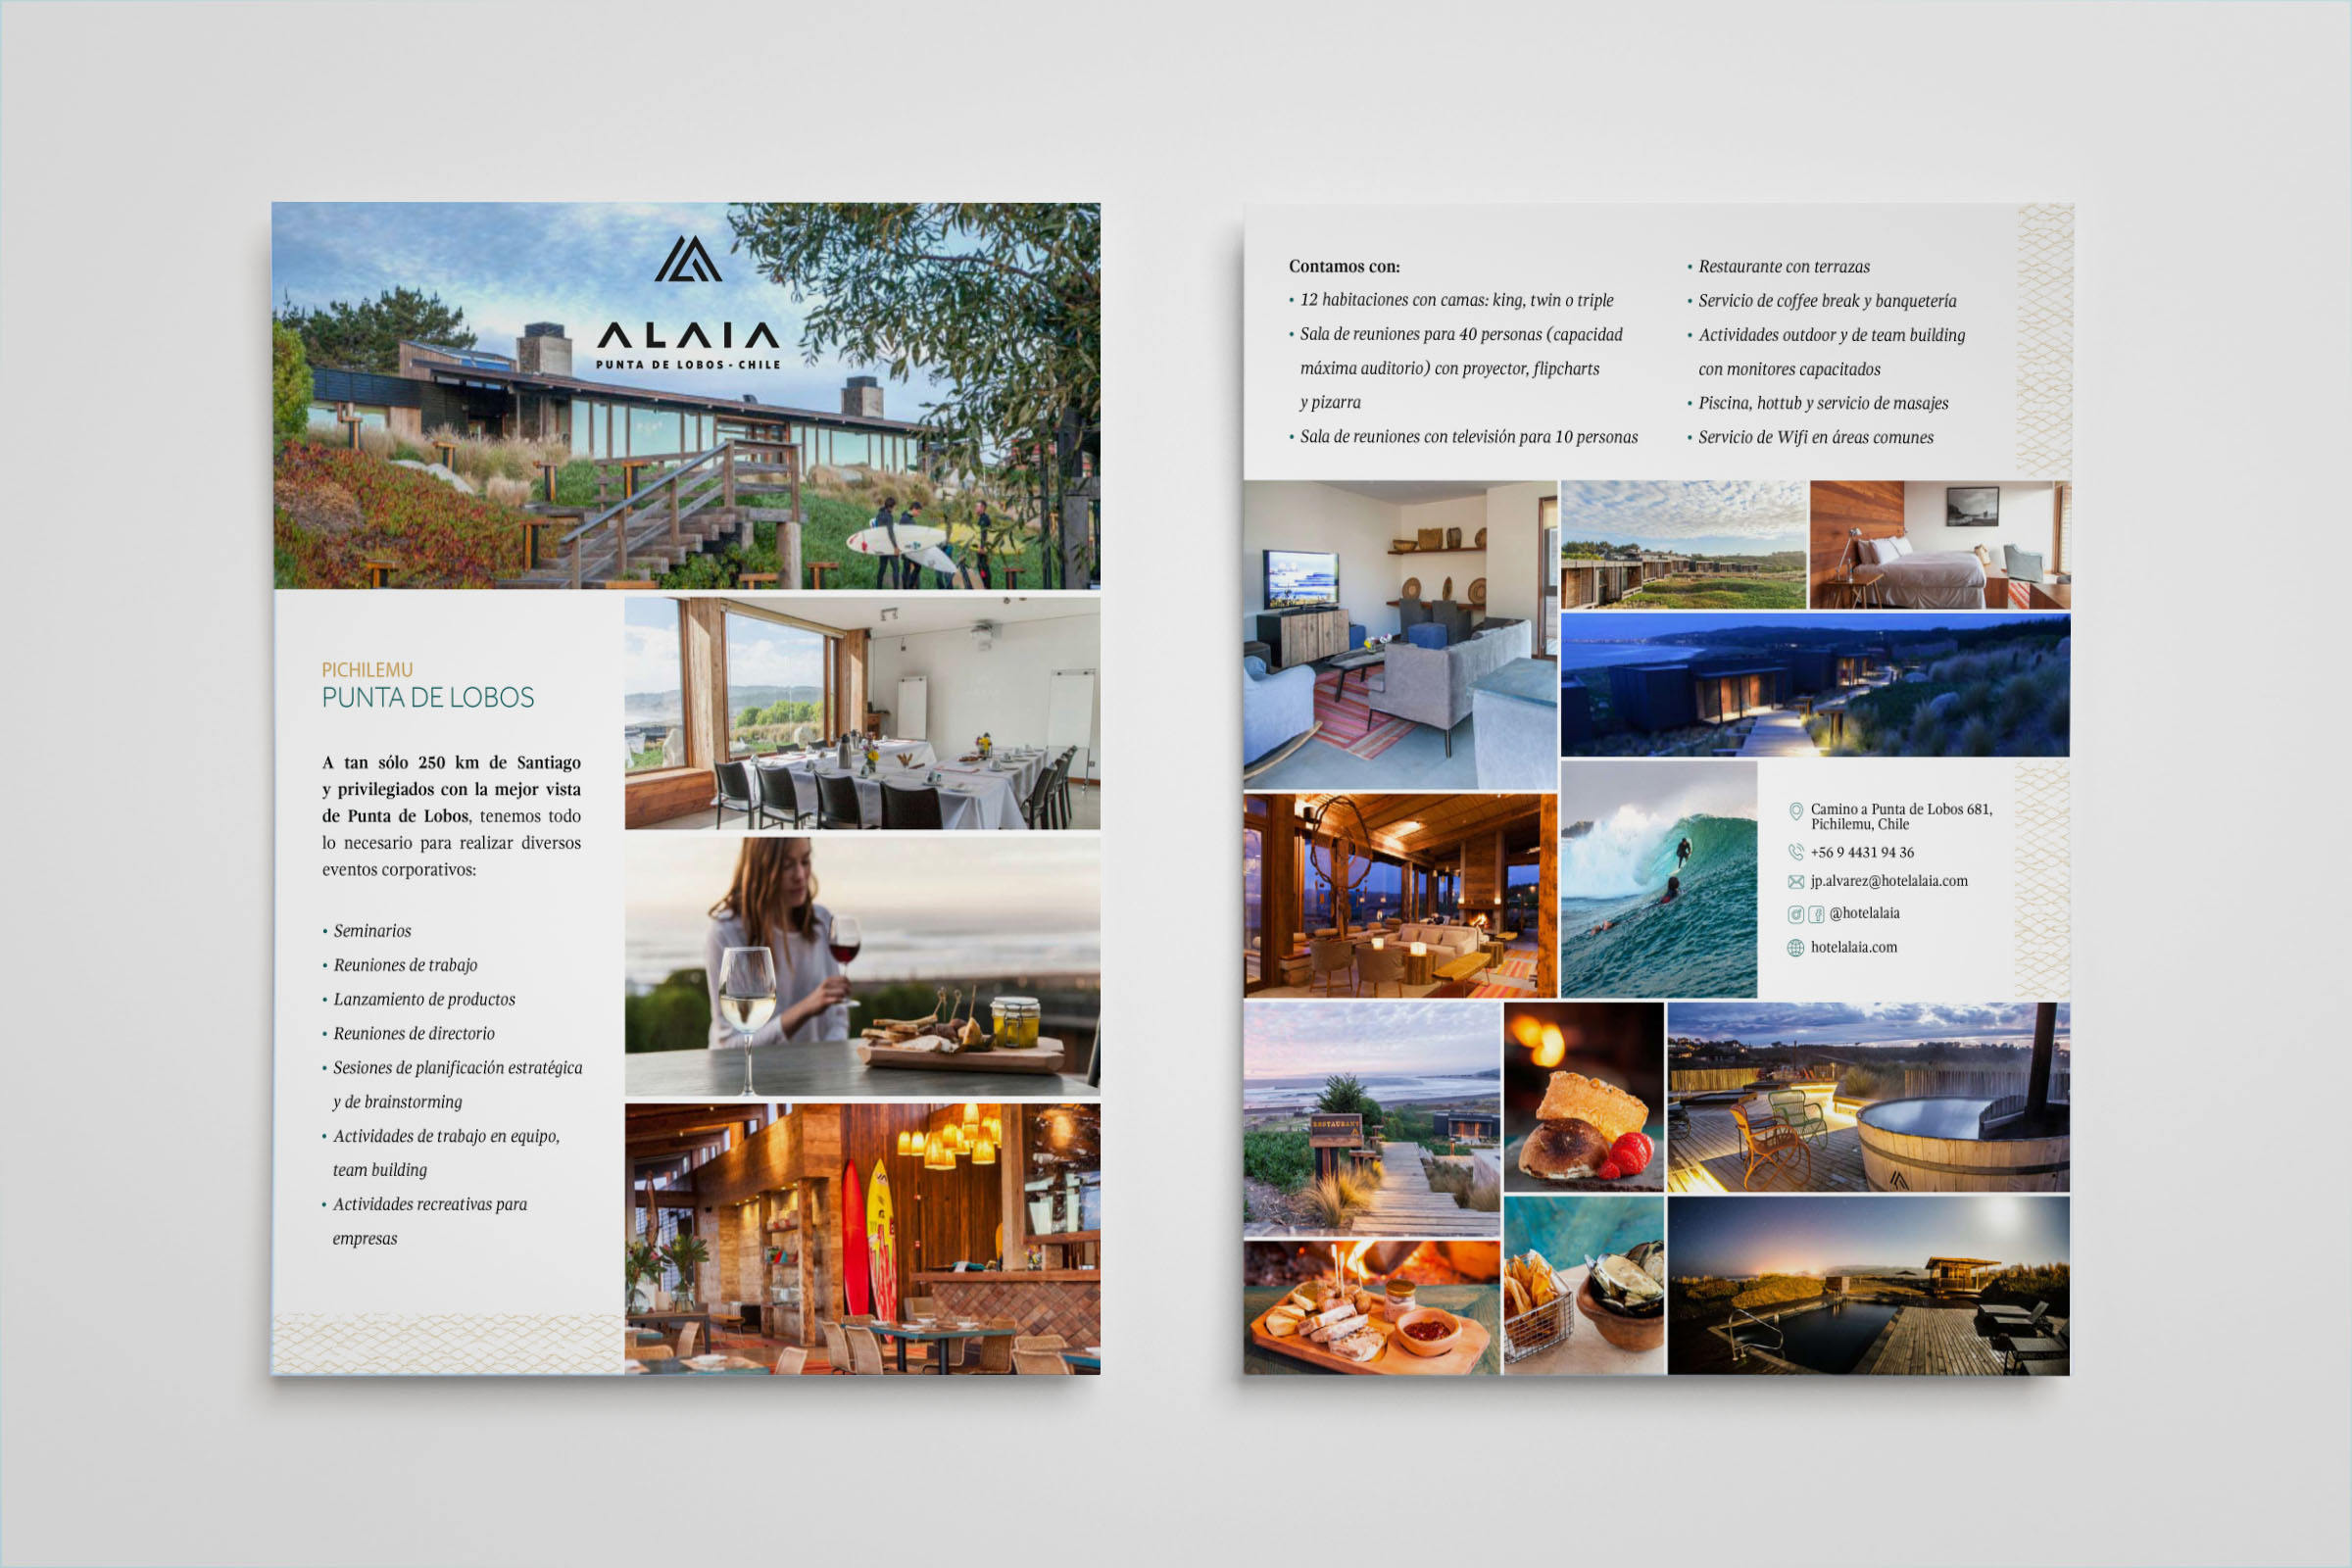 ALAIA
PUNTA DE LOBOS · CHILE
PICHILEMU
PUNTA DE LOBOS
A tan sólo 250 km de Santiago
y privilegiados con la mejor vista
de Punta de Lobos, tenemos todo
lo necesario para realizar diversos
eventos corporativos:
• Seminarios
• Reuniones de trabajo
• Lanzamiento de productos
• Reuniones de directorio
• Sesiones de planificación estratégica
y de brainstorming
• Actividades de trabajo en equipo,
team building
• Actividades recreativas para
empresas
Contamos con:
• 12 habitaciones con camas: king, twin o triple
• Sala de reuniones para 40 personas (capacidad
máxima auditorio) con proyector, flipcharts
y pizarra
• Sala de reuniones con televisión para 10 personas
• Restaurante con terrazas
• Servicio de coffee break y banquetería
• Actividades outdoor y de team building
con monitores capacitados
• Piscina, hottub y servicio de masajes
• Servicio de Wifi en áreas comunes
Camino a Punta de Lobos 681,
Pichilemu, Chile
+56 9 4431 94 36
jp.alvarez@hotelalaia.com
@hotelalaia
hotelalaia.com
RESTAURANT